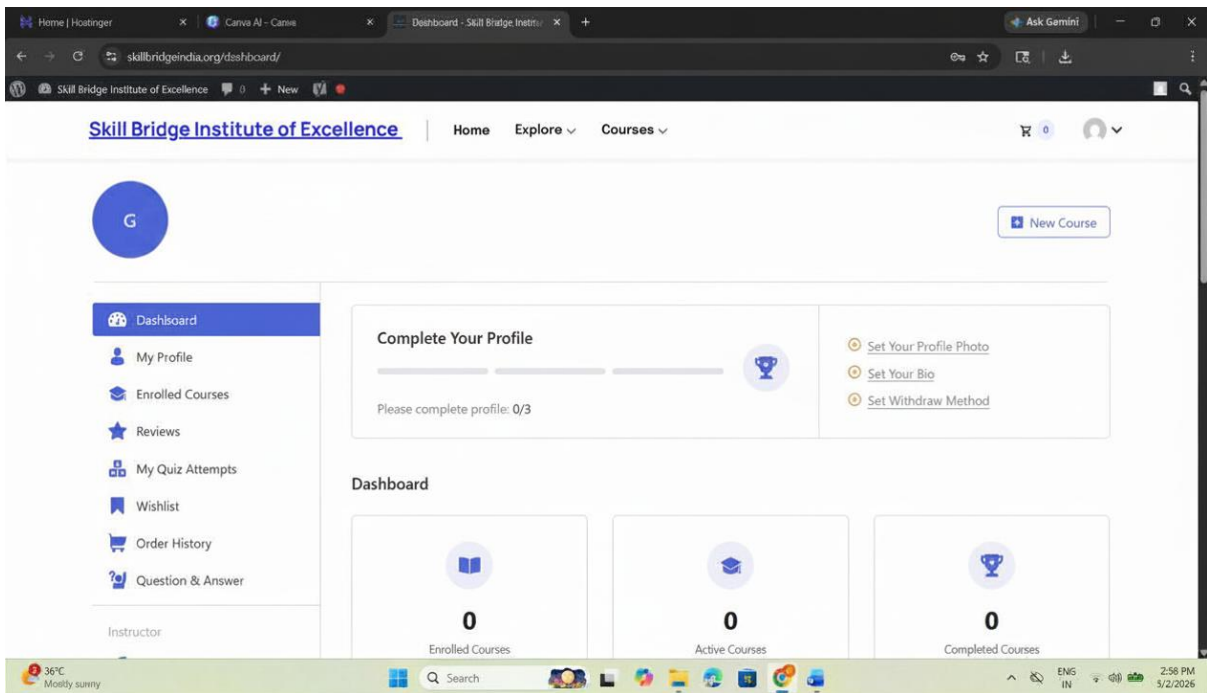 Home | Hostinger
Canva AI - Canva
Dashboard - Skill Bridge Institu
Ask Gemini
skillbridgeindia.org/dashboard/
Skill Bridge Institute of Excellence 0 + New
Skill Bridge Institute of Excellence Home Explore Courses 0
G
New Course
Dashboard
My Profile
Enrolled Courses
Reviews
My Quiz Attempts
Wishlist
Order History
Question & Answer
Instructor
Complete Your Profile
Please complete profile: 0/3
Set Your Profile Photo
Set Your Bio
Set Withdraw Method
Dashboard
0
Enrolled Courses
0
Active Courses
0
Completed Courses
3
36°C
Mostly sunny
Search
ENG
IN
2:58 PM
5/2/2026